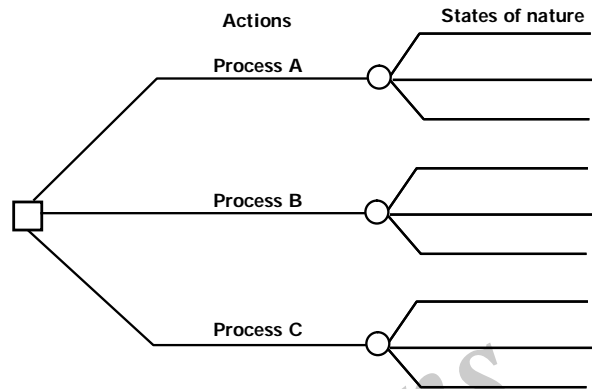 States of nature
Actions
Process A
Process B
Process C